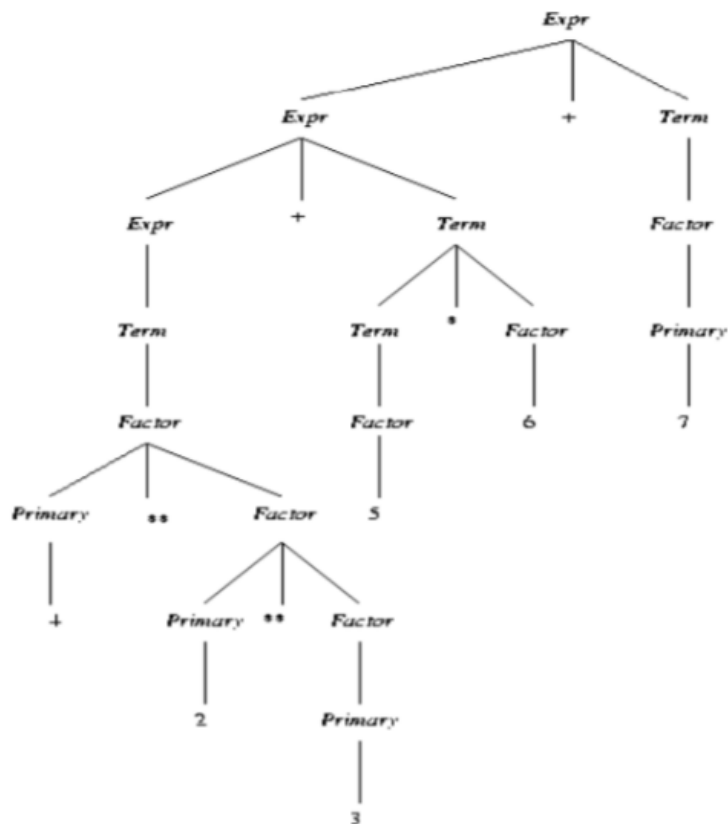 Expr
Expr + Term
Expr + Term Factor
Term Term * Factor Primary
Factor Factor 6 7
Primary ** Factor 5
4 Primary ** Factor
2 Primary
3